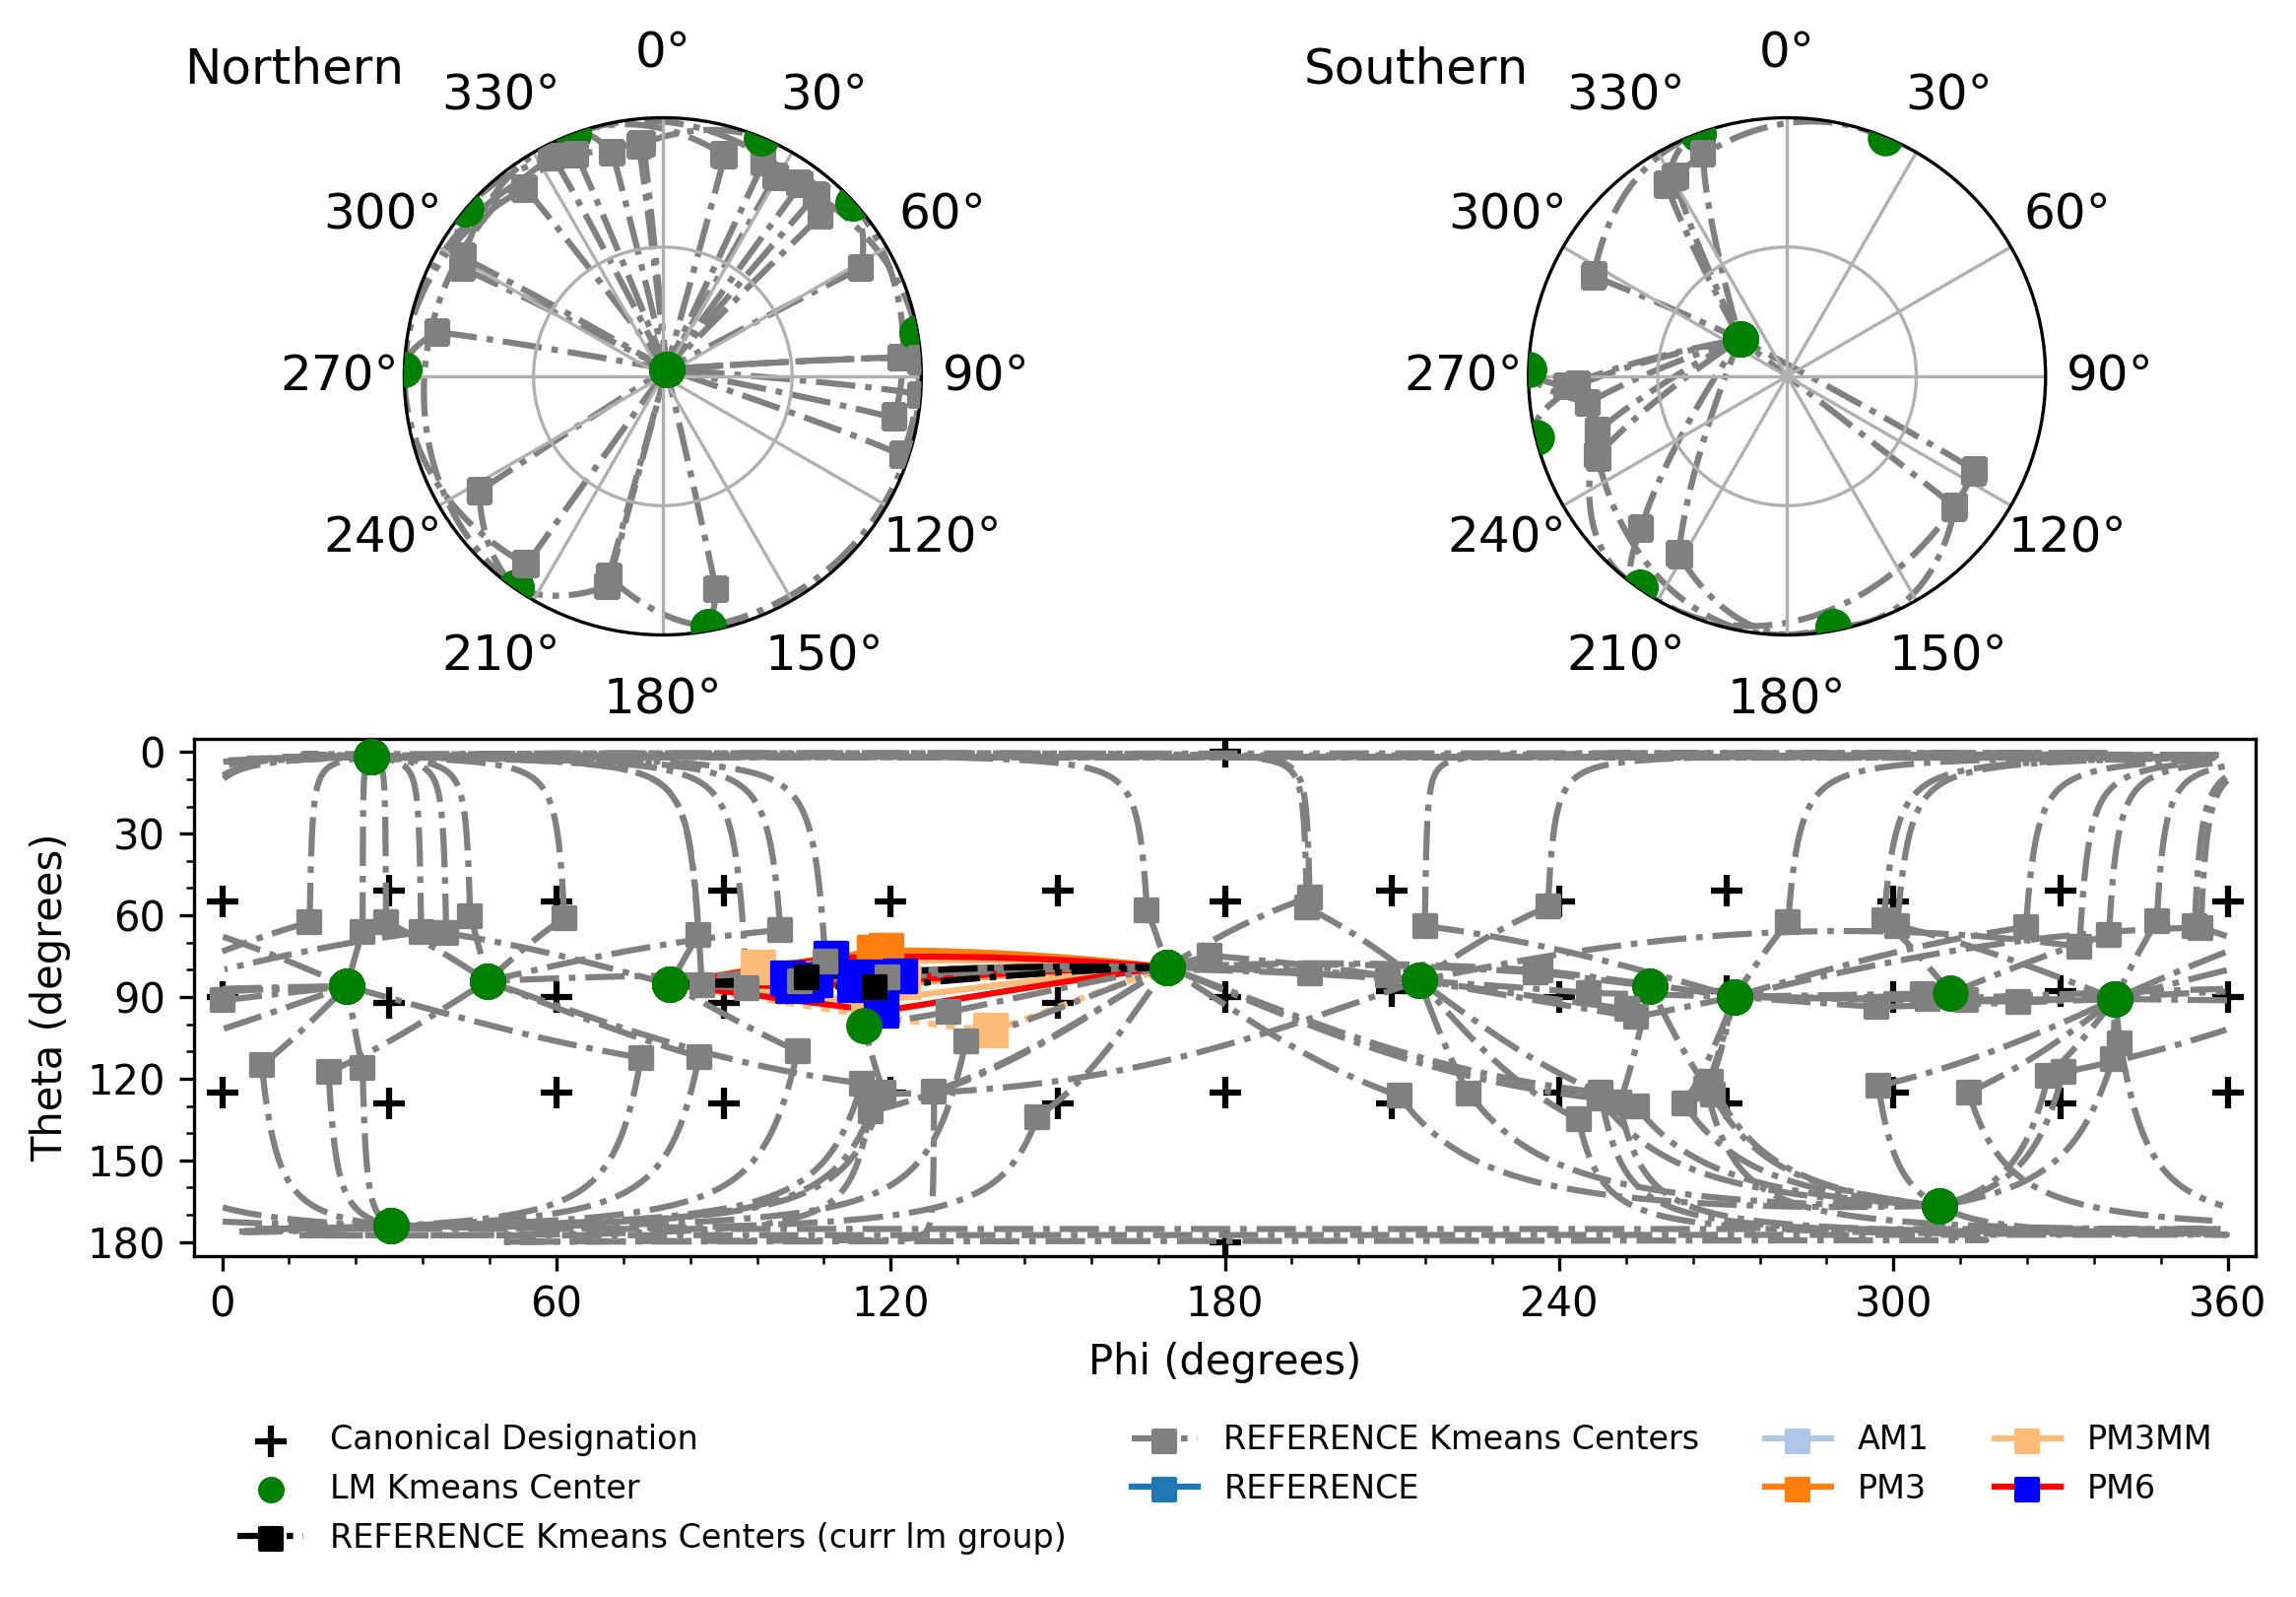 Northern
0°
30°
60°
90°
120°
150°
180°
210°
240°
270°
300°
330°
Southern
0°
30°
60°
90°
120°
150°
180°
210°
240°
270°
300°
330°
Theta (degrees)
0
30
60
90
120
150
180
0 60 120 180 240 300 360
Phi (degrees)
Canonical Designation
LM Kmeans Center
REFERENCE Kmeans Centers (curr lm group)
REFERENCE Kmeans Centers
REFERENCE
AM1
PM3
PM3MM
PM6